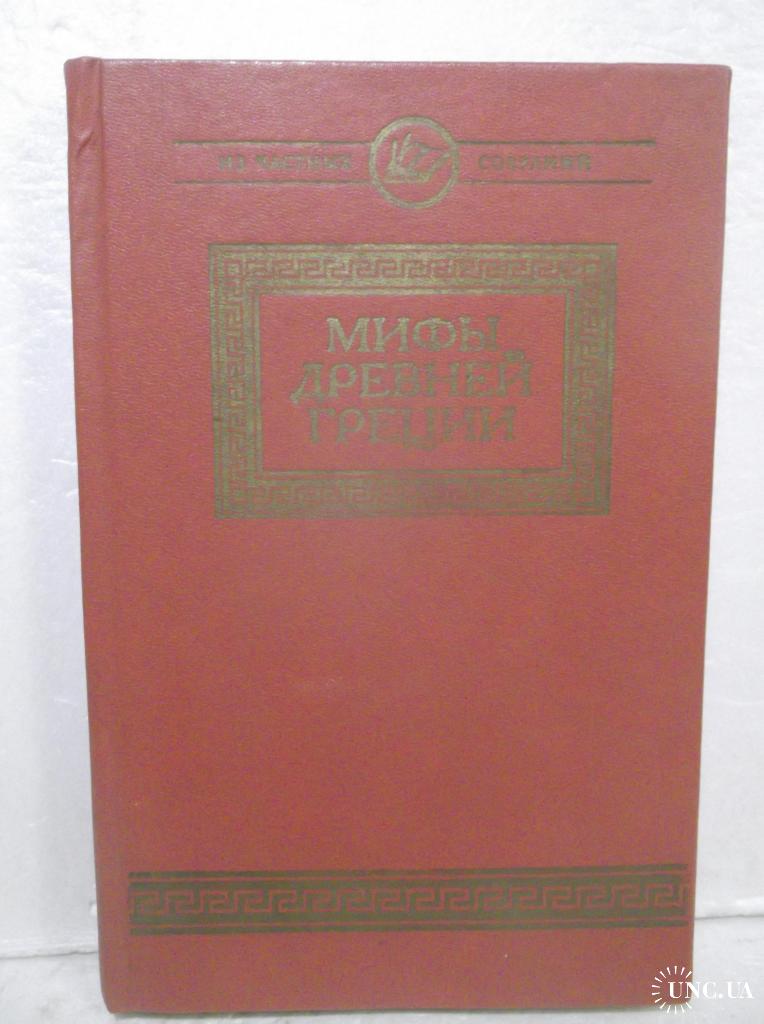 ИЗ ЧАСТНЫХ СОБРАНИЙ
МИФЫ
ДРЕВНЕЙ
ГРЕЦИИ
UNC.UA